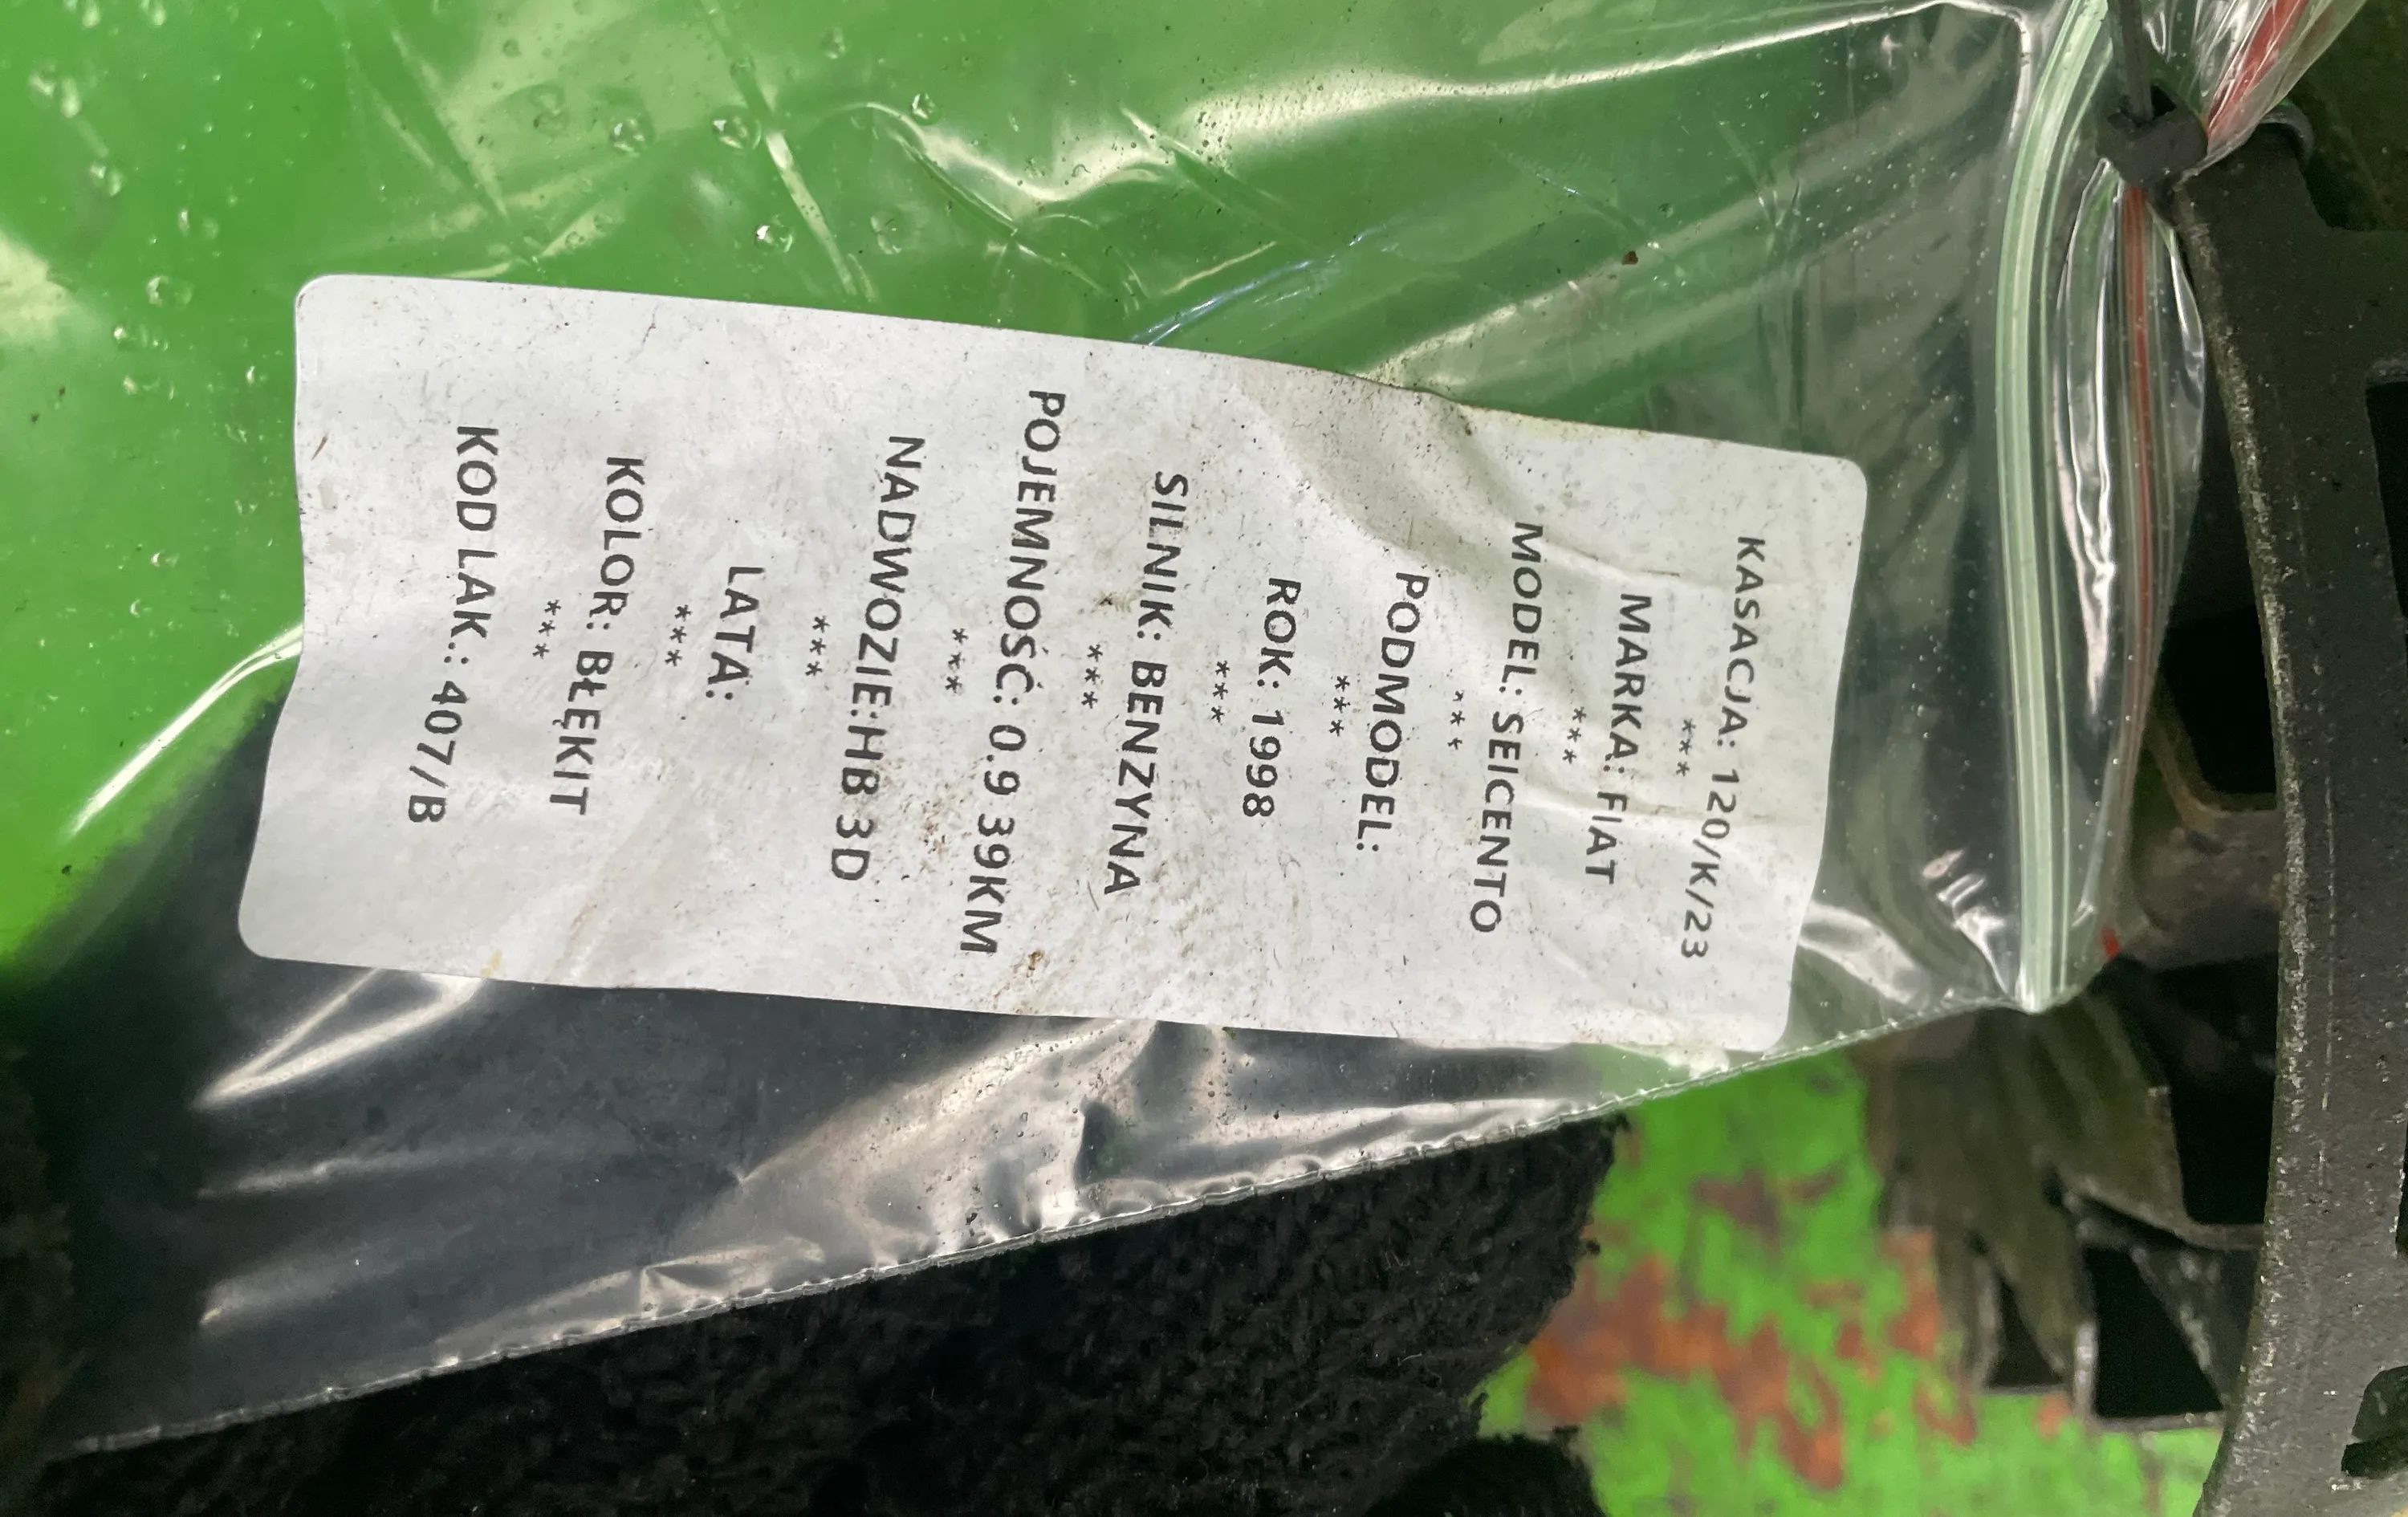 KASACJA: 120/K/23
***
MARKA: FIAT
***
MODEL: SEICENTO
***
PODMODEL:
***
ROK: 1998
***
SILNIK: BENZYNA
***
POJEMNOŚĆ: 0.9 39KM
***
NADWOZIE:HB 3D
***
LATA:
***
KOLOR: BŁĘKIT
***
KOD LAK.: 407/B